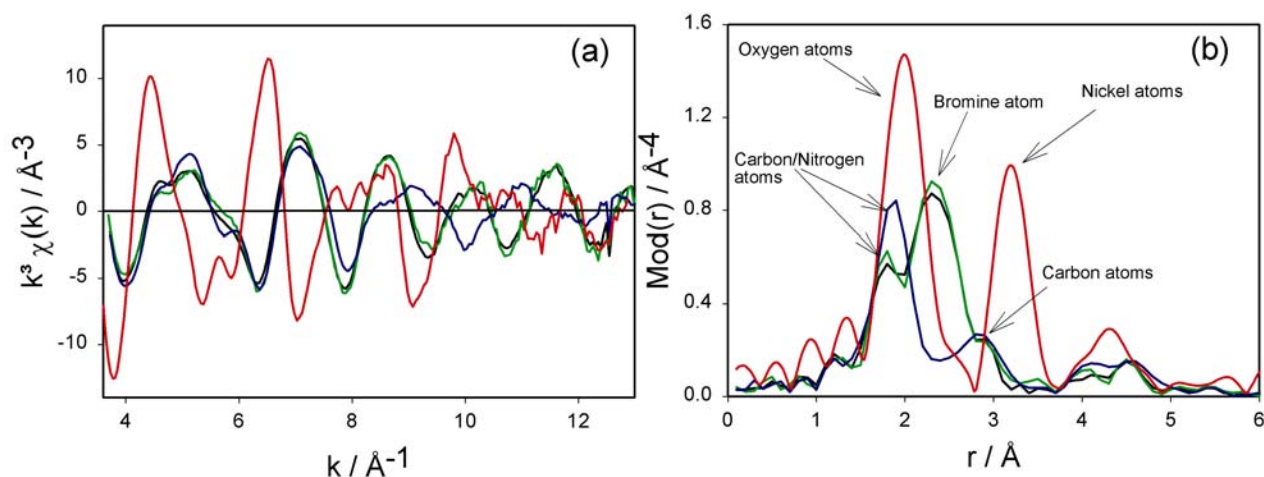 (a)
10
5
0
-5
-10
4
6
8
10
12
k³ χ(k) / Å-3
k / Å-1
(b)
1.6
1.2
0.8
0.4
0.0
0
1
2
3
4
5
6
Mod(r) / Å-4
r / Å
Oxygen atoms
Bromine atom
Nickel atoms
Carbon/Nitrogen
atoms
Carbon atoms